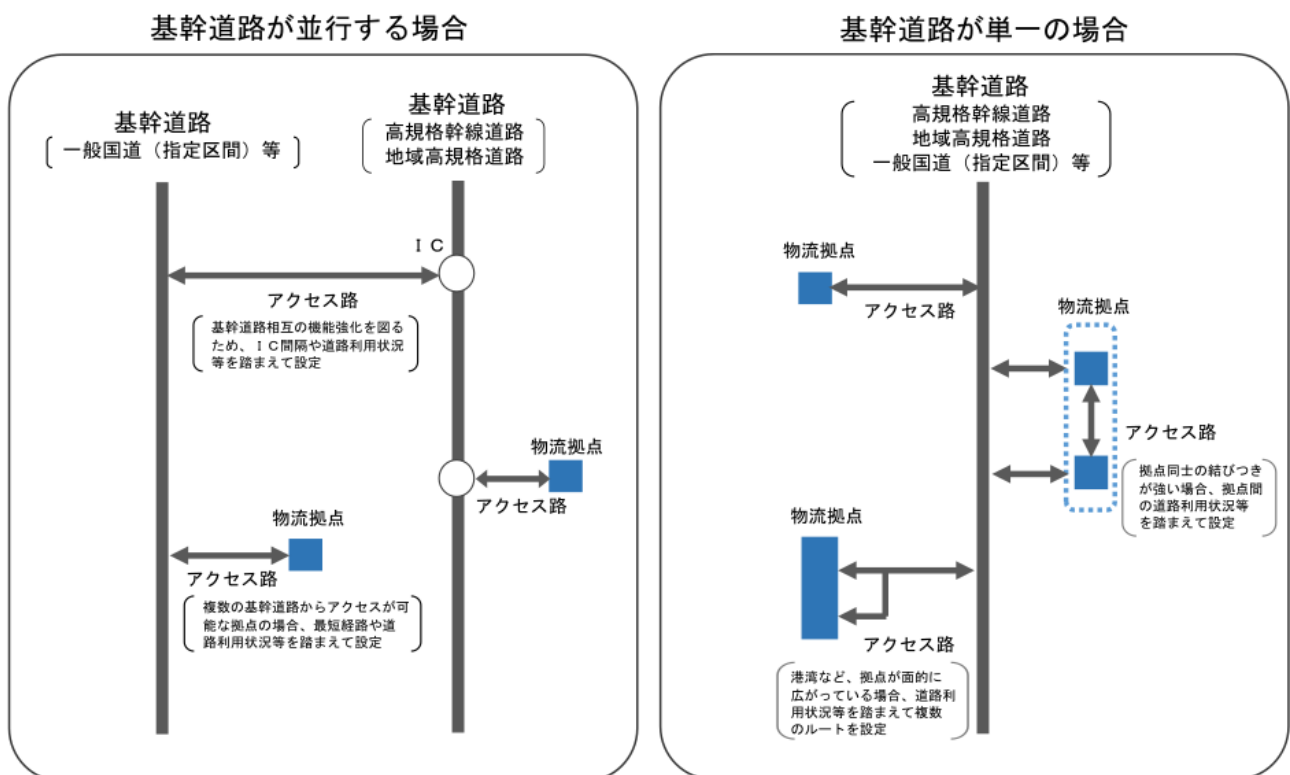 基幹道路が並行する場合
基幹道路
一般国道（指定区間）等
基幹道路
高規格幹線道路
地域高規格道路
ＩＣ
アクセス路
基幹道路相互の機能強化を図る
ため、ＩＣ間隔や道路利用状況
等を踏まえて設定
物流拠点
アクセス路
物流拠点
アクセス路
複数の基幹道路からアクセスが可
能な拠点の場合、最短経路や道
路利用状況等を踏まえて設定
基幹道路が単一の場合
基幹道路
高規格幹線道路
地域高規格道路
一般国道（指定区間）等
物流拠点
アクセス路
物流拠点
アクセス路
拠点同士の結びつき
が強い場合、拠点間
の道路利用状況等
を踏まえて設定
物流拠点
アクセス路
港湾など、拠点が面的に
広がっている場合、道路利
用状況等を踏まえて複数
のルートを設定